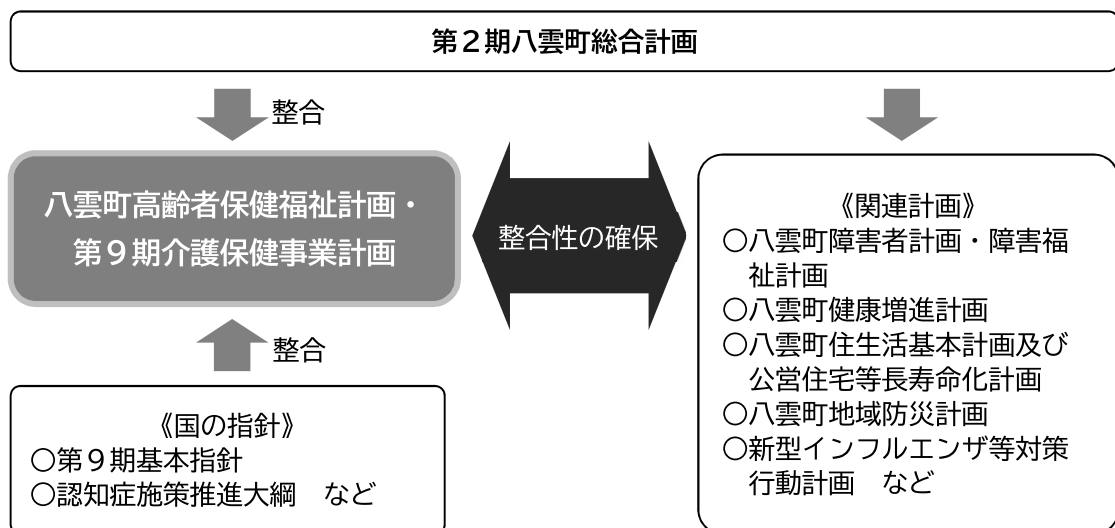 第２期八雲町総合計画
整合
八雲町高齢者保健福祉計画・
第９期介護保健事業計画
整合性の確保
整合
《国の指針》
○第９期基本指針
○認知症施策推進大綱　など
《関連計画》
○八雲町障害者計画・障害福
祉計画
○八雲町健康増進計画
○八雲町住生活基本計画及び
公営住宅等長寿命化計画
○八雲町地域防災計画
○新型インフルエンザ等対策
行動計画　など